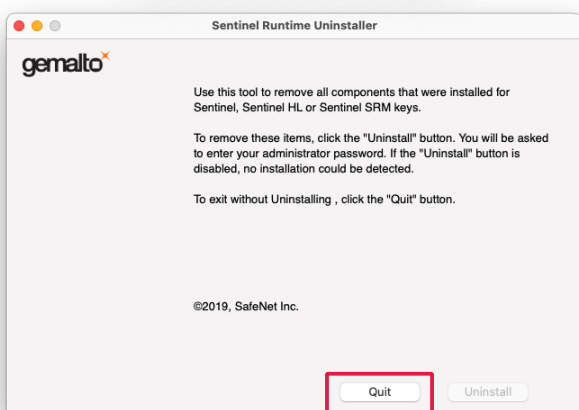 Sentinel Runtime Uninstaller
gemalto
Use this tool to remove all components that were installed for
Sentinel, Sentinel HL or Sentinel SRM keys.
To remove these items, click the "Uninstall" button. You will be asked
to enter your administrator password. If the "Uninstall" button is
disabled, no installation could be detected.
To exit without Uninstalling , click the "Quit" button.
©2019, SafeNet Inc.
Quit
Uninstall